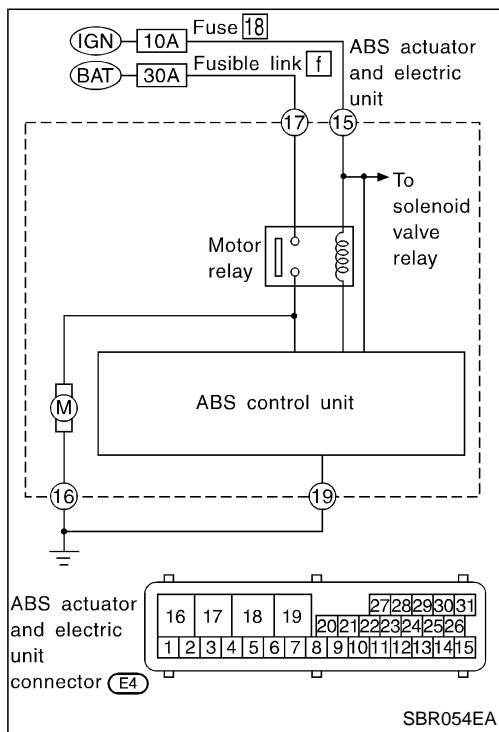 IGN 10A Fuse 18
BAT 30A Fusible link f
ABS actuator
and electric
unit
17 15
To
solenoid
valve
relay
Motor
relay
M
ABS control unit
16 19
ABS actuator
and electric
unit
connector E4
27 28 29 30 31
16 17 18 19
20 21 22 23 24 25 26
1 2 3 4 5 6 7 8 9 10 11 12 13 14 15
SBR054EA